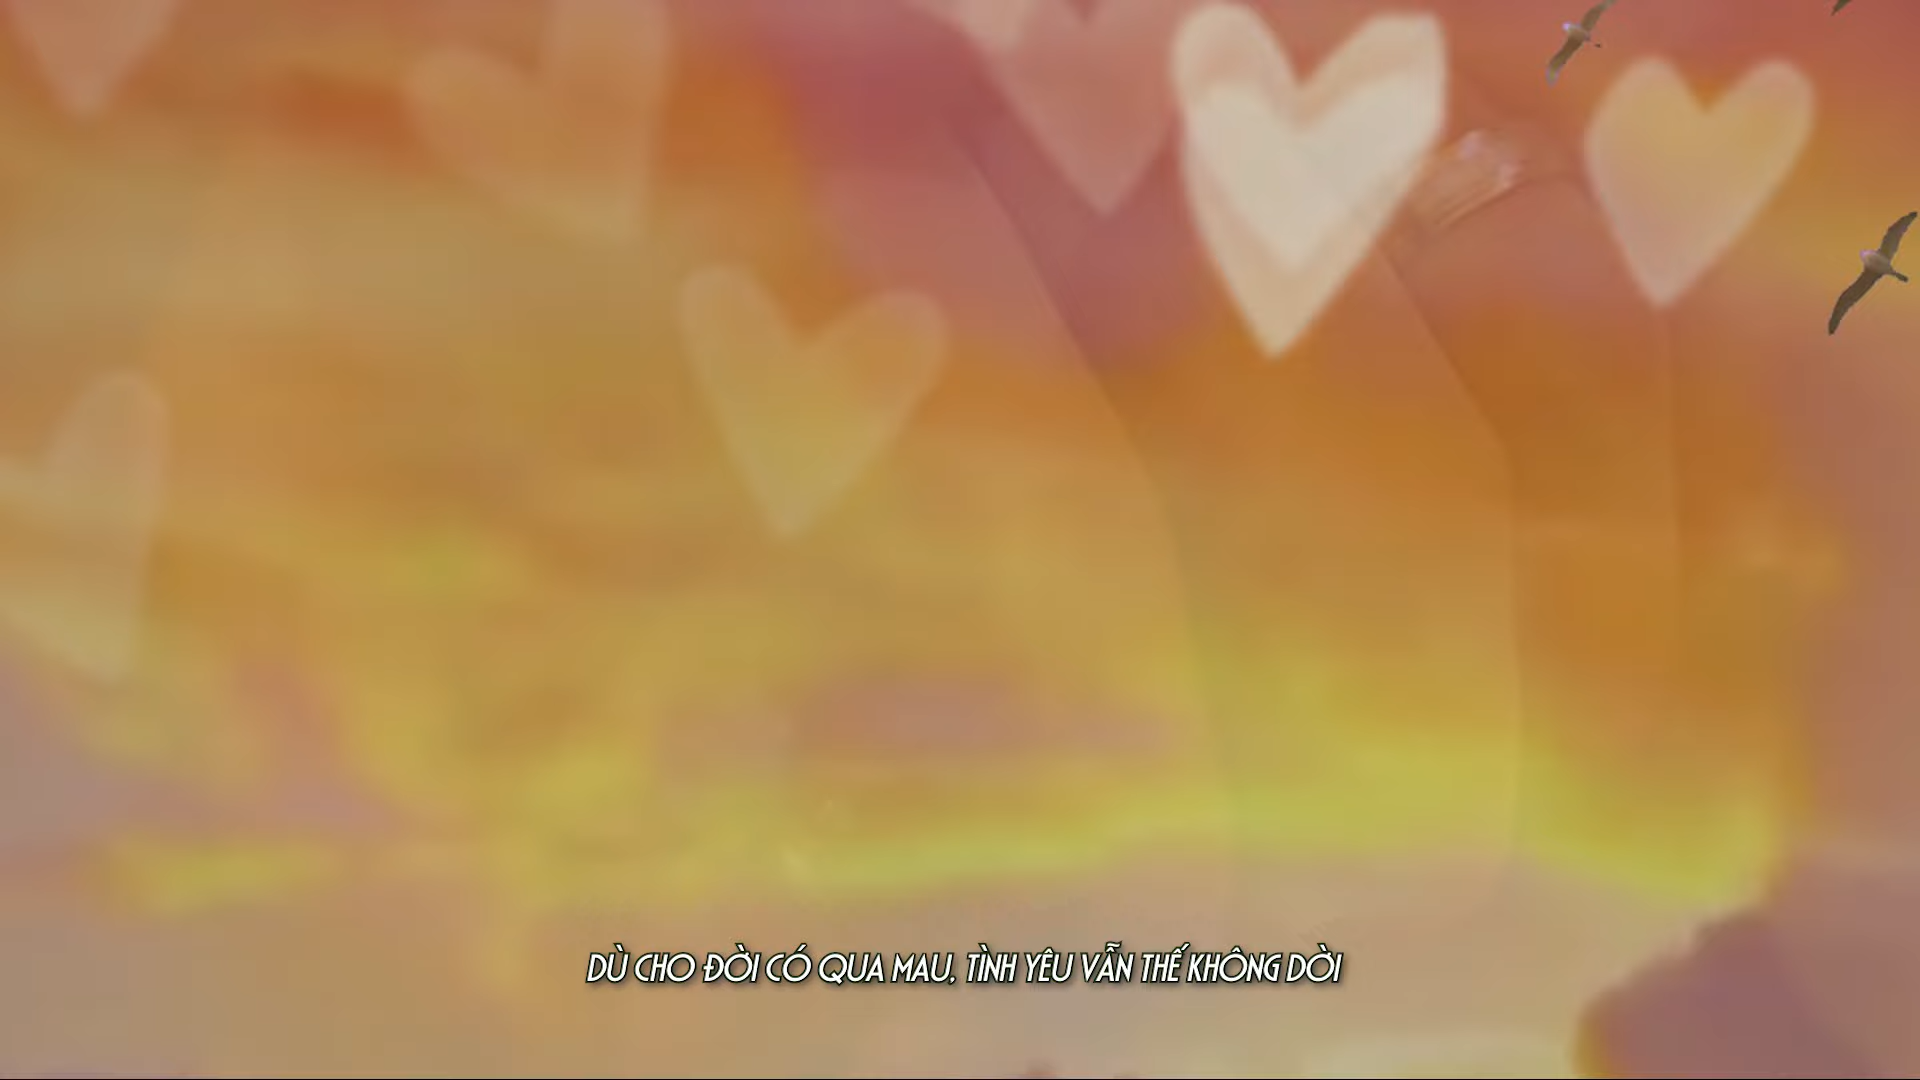 DÙ CHO ĐỜI CÓ QUA MAU, TÌNH YÊU VẪN THẾ KHÔNG DỜI